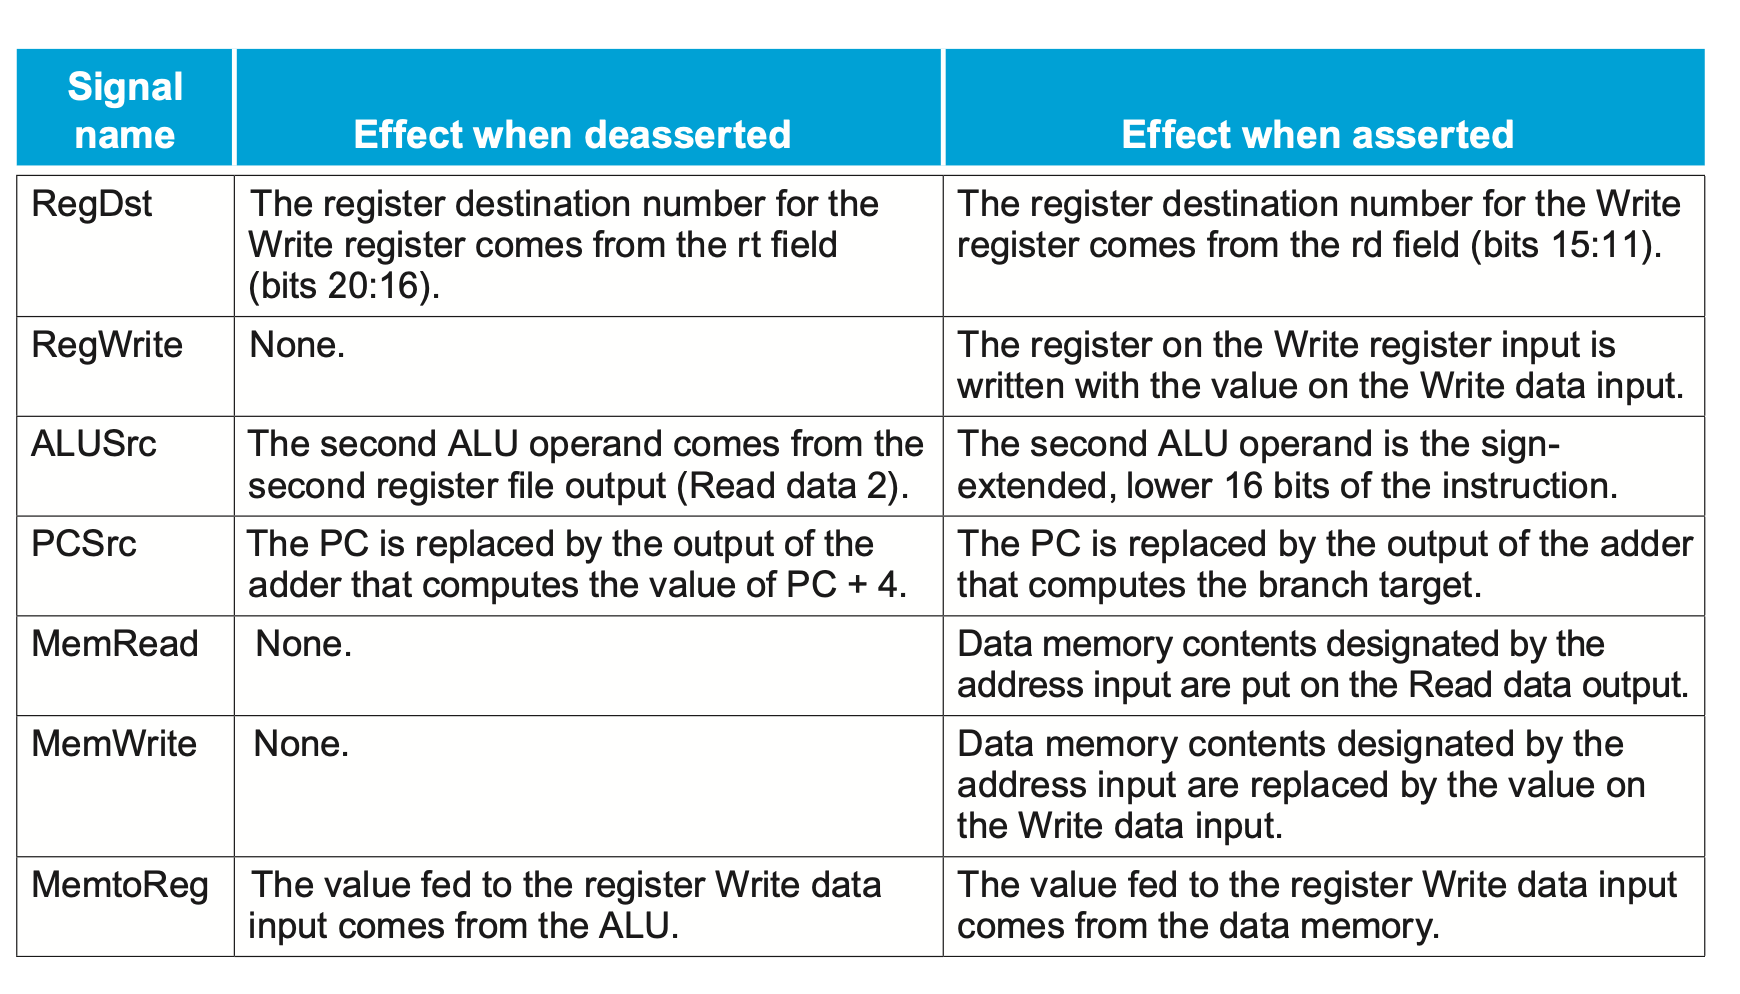 Signal
name
Effect when deasserted
Effect when asserted
RegDst
The register destination number for the
Write register comes from the rt field
(bits 20:16).
The register destination number for the Write
register comes from the rd field (bits 15:11).
RegWrite
None.
The register on the Write register input is
written with the value on the Write data input.
ALUSrc
The second ALU operand comes from the
second register file output (Read data 2).
The second ALU operand is the sign-
extended, lower 16 bits of the instruction.
PCSrc
The PC is replaced by the output of the
adder that computes the value of PC + 4.
The PC is replaced by the output of the adder
that computes the branch target.
MemRead
None.
Data memory contents designated by the
address input are put on the Read data output.
MemWrite
None.
Data memory contents designated by the
address input are replaced by the value on
the Write data input.
MemtoReg
The value fed to the register Write data
input comes from the ALU.
The value fed to the register Write data input
comes from the data memory.